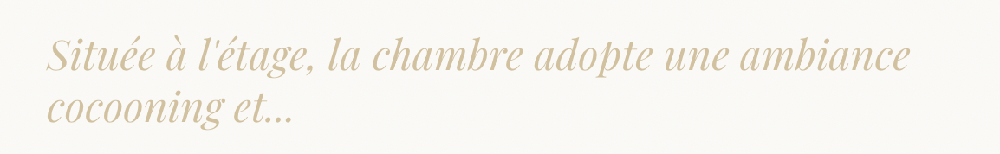 Située à l'étage, la chambre adopte une ambiance
cocooning et...